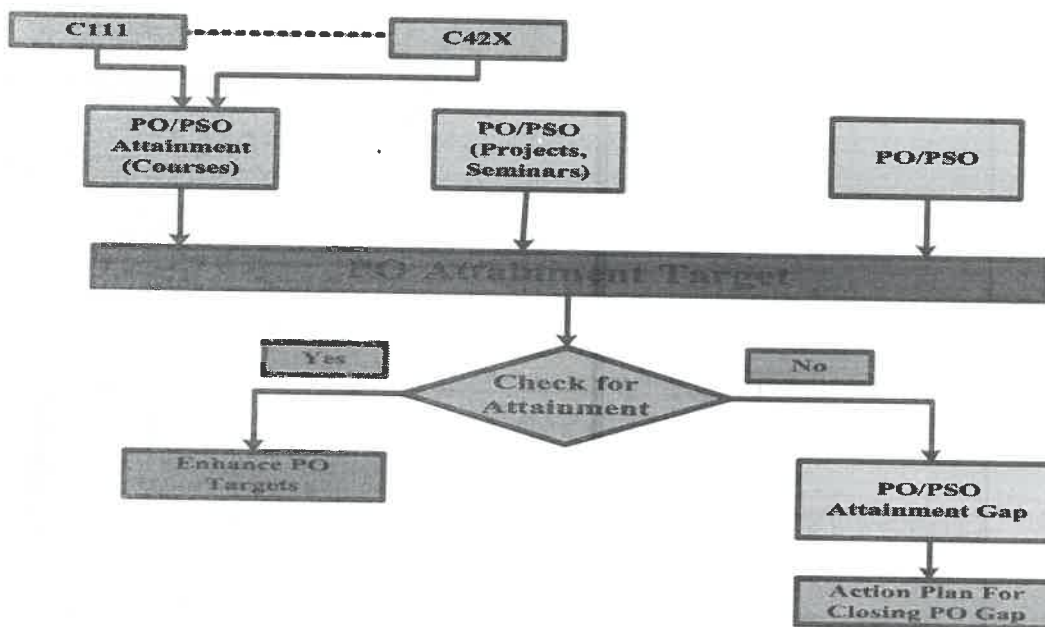 C111
C42X
PO/PSO
Attainment
(Courses)
PO/PSO
(Projects,
Seminars)
PO/PSO
PO Attainment Target
Yes
No
Check for
Attainment
Enhance PO
Targets
PO/PSO
Attainment Gap
Action Plan For
Closing PO Gap